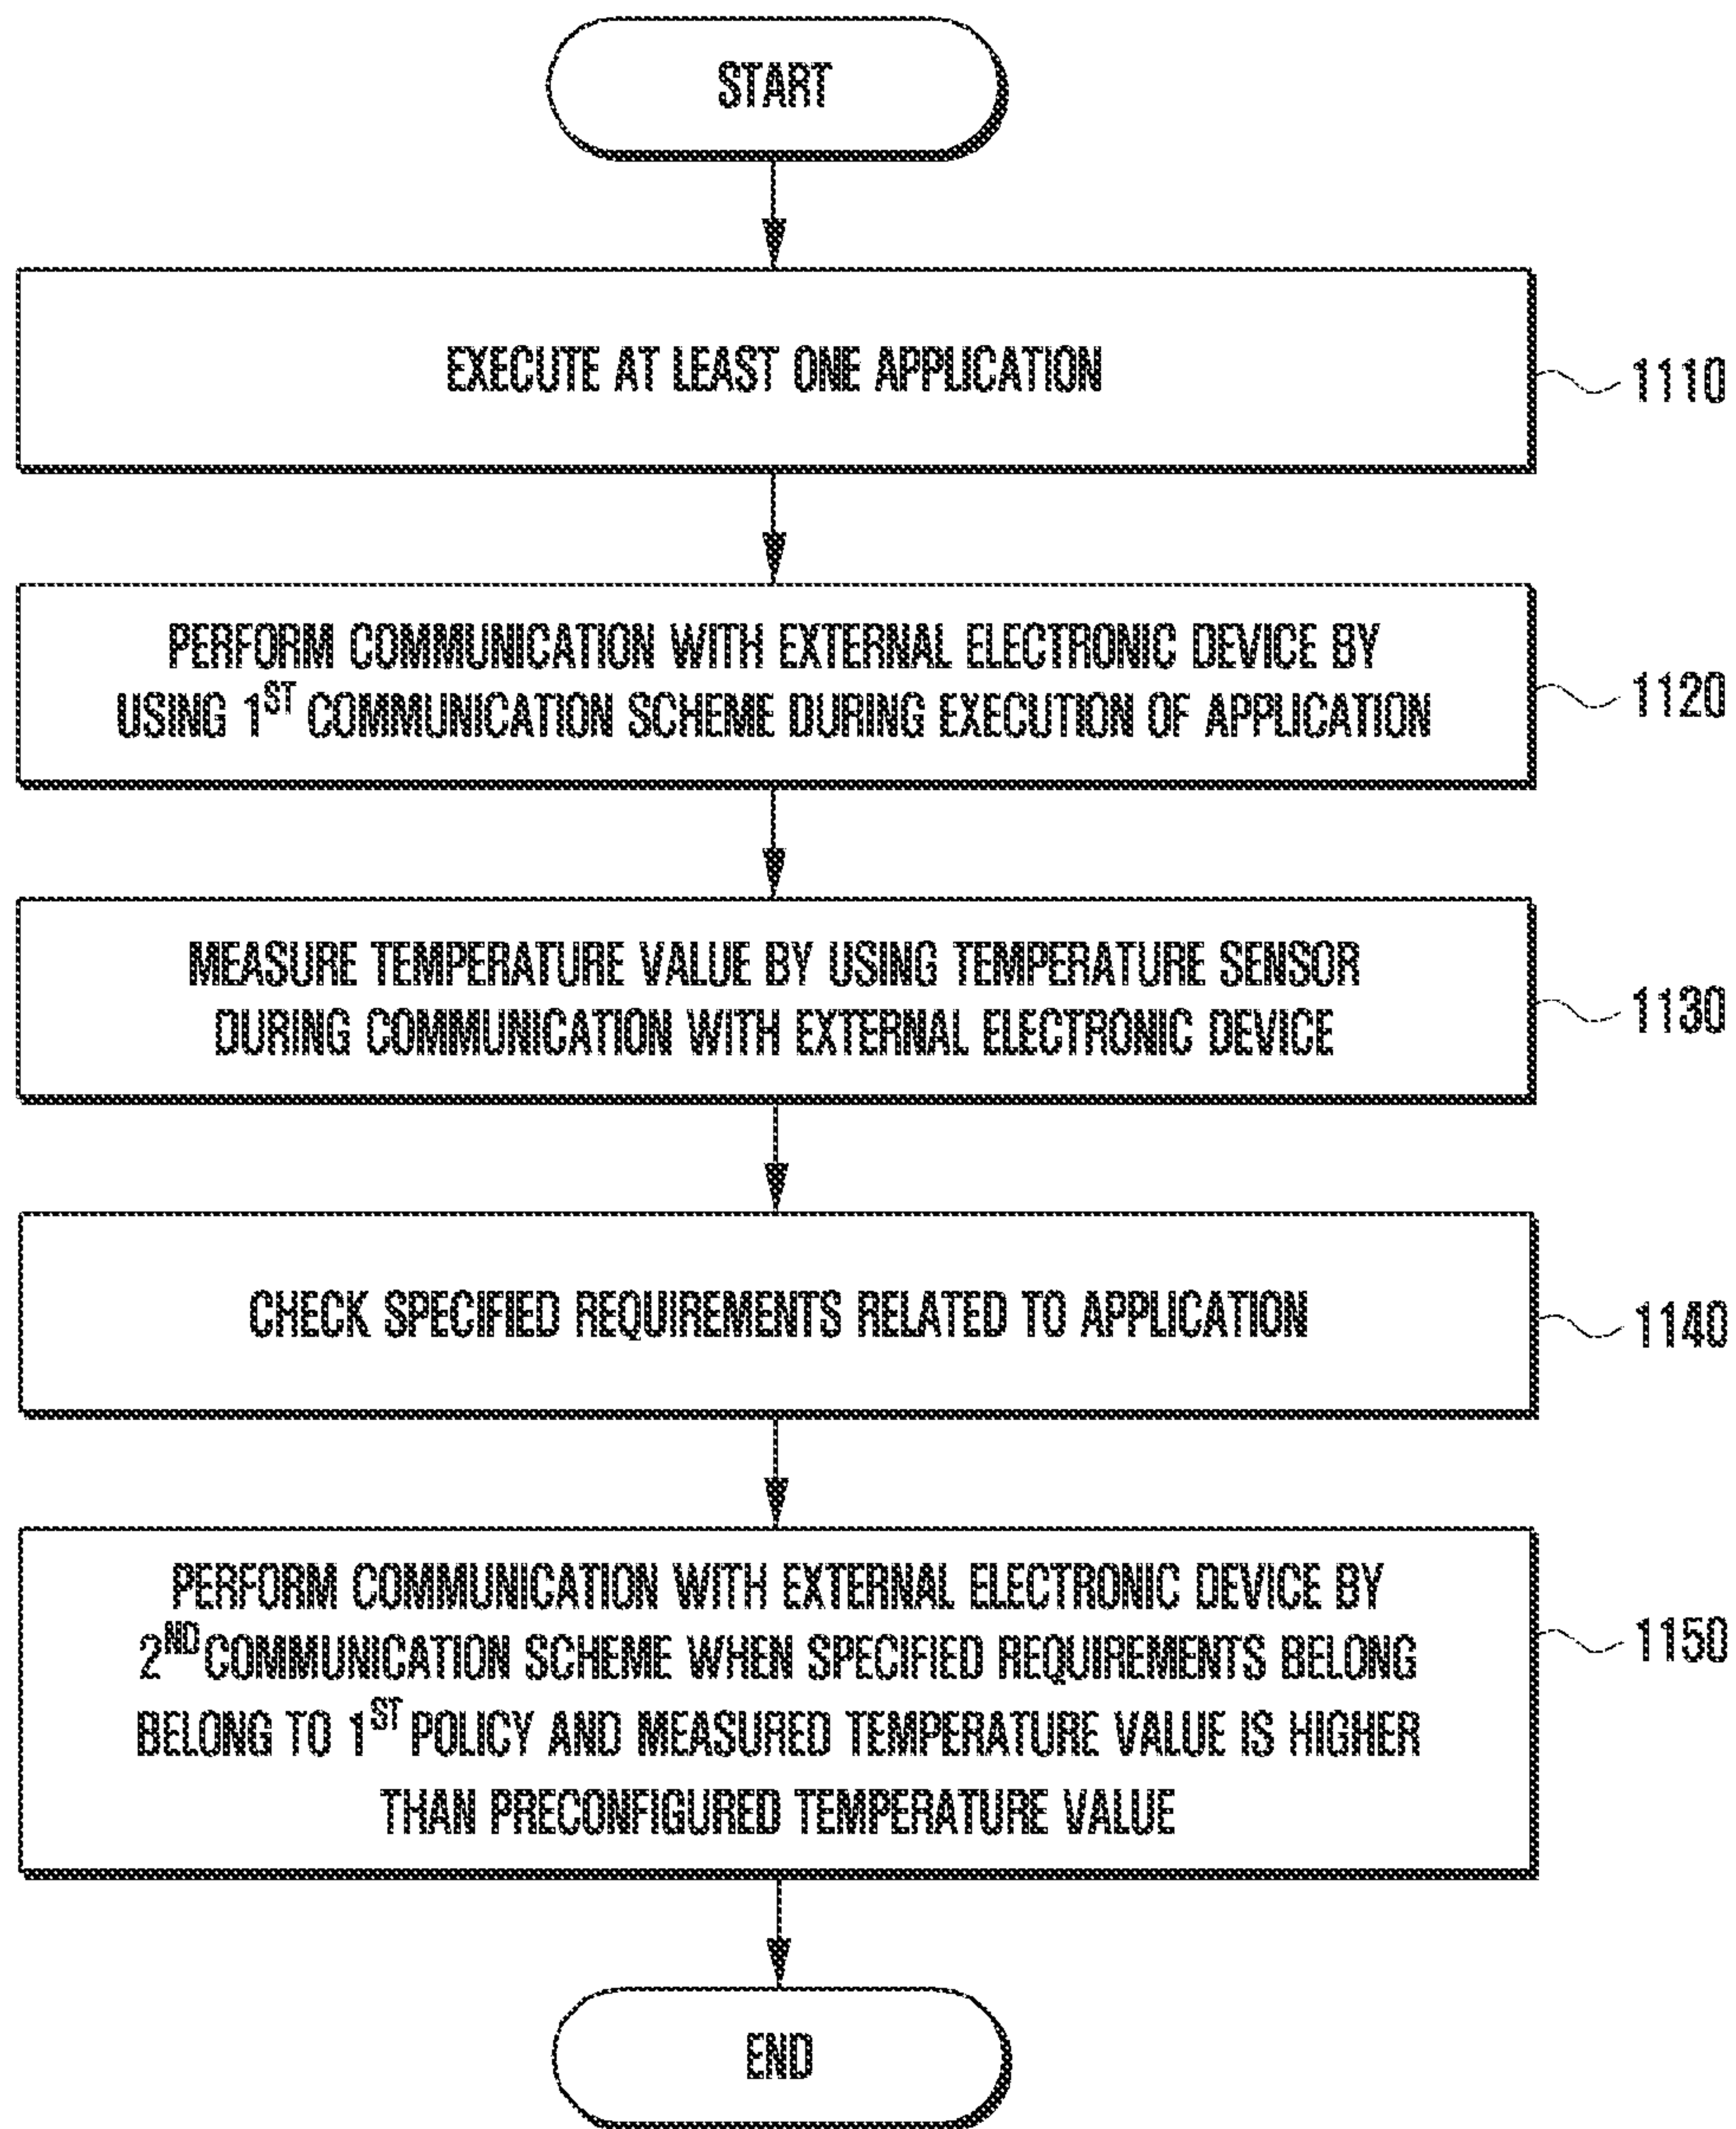 START
EXECUTE AT LEAST ONE APPLICATION
1110
PERFORM COMMUNICATION WITH EXTERNAL ELECTRONIC DEVICE BY
USING 1ST COMMUNICATION SCHEME DURING EXECUTION OF APPLICATION
1120
MEASURE TEMPERATURE VALUE BY USING TEMPERATURE SENSOR
DURING COMMUNICATION WITH EXTERNAL ELECTRONIC DEVICE
1130
CHECK SPECIFIED REQUIREMENTS RELATED TO APPLICATION
1140
PERFORM COMMUNICATION WITH EXTERNAL ELECTRONIC DEVICE BY
2ND COMMUNICATION SCHEME WHEN SPECIFIED REQUIREMENTS BELONG
BELONG TO 1ST POLICY AND MEASURED TEMPERATURE VALUE IS HIGHER
THAN PRECONFIGURED TEMPERATURE VALUE
1150
END